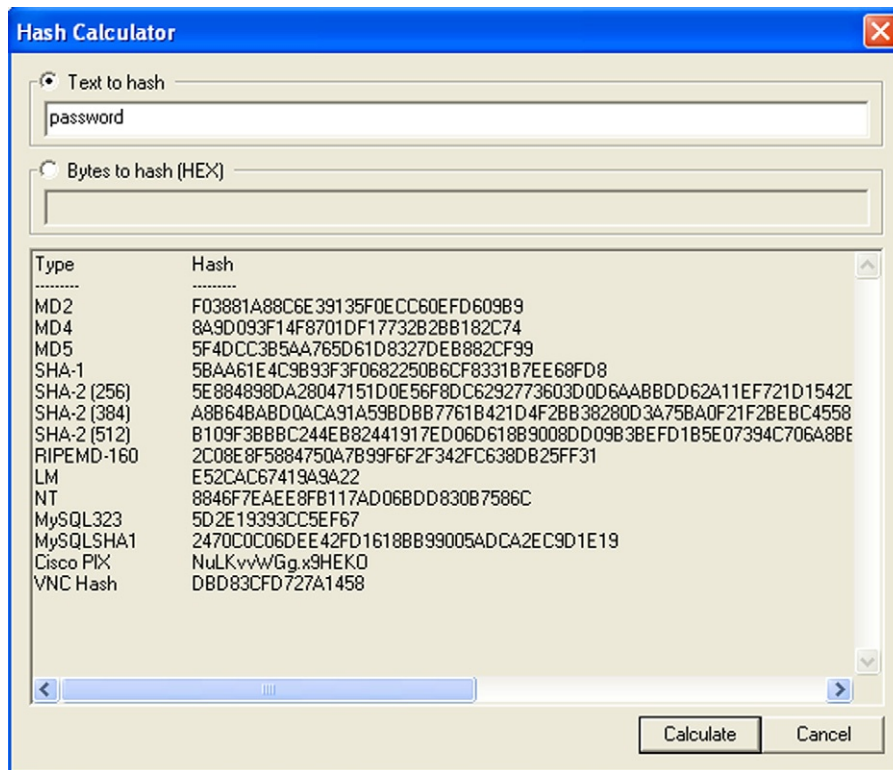 Hash Calculator
Text to hash
password
Bytes to hash (HEX)
Type Hash
--------- ---------
MD2 F03881A88C6E39135F0ECC60EFD609B9
MD4 8A9D093F14F8701DF17732B2BB182C74
MD5 5F4DCC3B5AA765D61D8327DEB882CF99
SHA-1 5BAA61E4C9B93F3F0682250B6CF8331B7EE68FD8
SHA-2 (256) 5E884898DA28047151D0E56F8DC6292773603D0D6AABBDD62A11EF721D1542D
SHA-2 (384) A8B64BABD0ACA91A59BDBB7761B421D4F2BB38280D3A75BA0F21F2BEBC4558
SHA-2 (512) B109F3BBBC244EB82441917ED06D618B9008DD09B3BEFD1B5E07394C706A8BB
RIPEMD-160 2C08E8F5884750A7B99F6F2F342FC638DB25FF31
LM E52CAC67419A9A22
NT 8846F7EAEE8FB117AD06BDD830B7586C
MySQL323 5D2E19393CC5EF67
MySQLSHA1 2470C0C06DEE42FD1618BB99005ADCA2EC9D1E19
Cisco PIX NuLKvvWGg.x9HEKO
VNC Hash DBD83CFD727A1458
Calculate Cancel